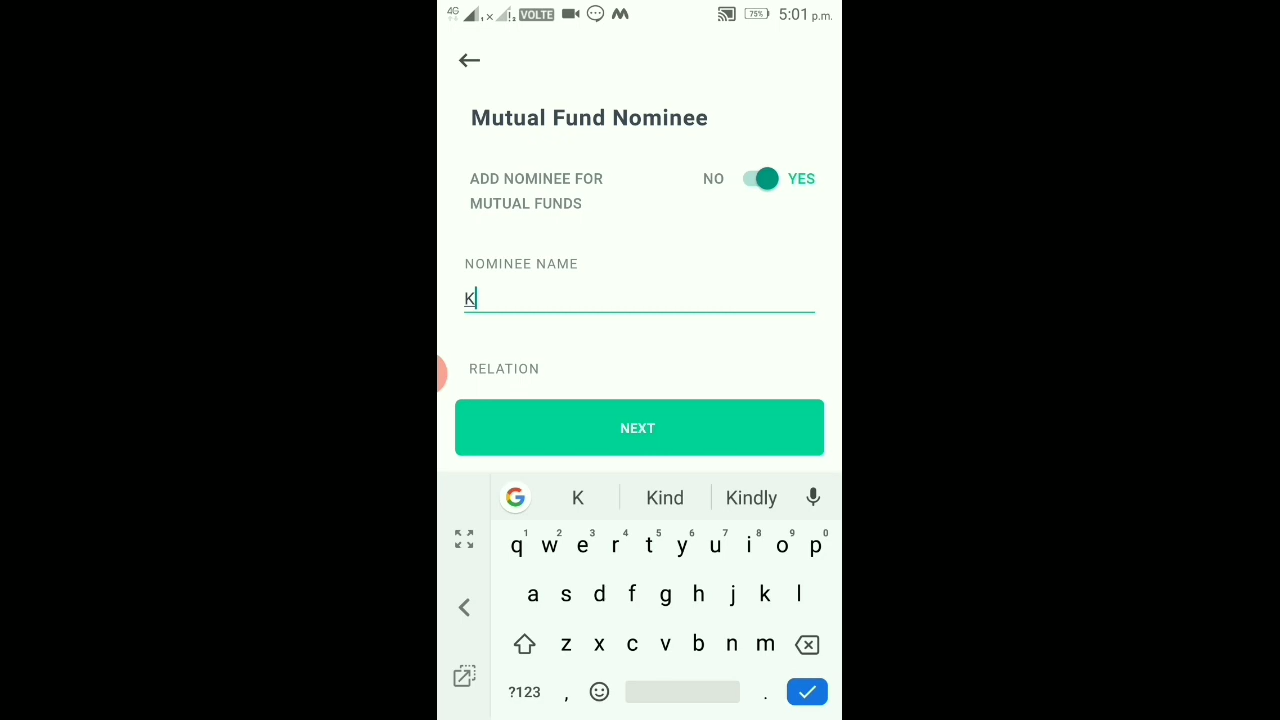 4G VOLTE 75% 5:01 p.m.
Mutual Fund Nominee
ADD NOMINEE FOR NO YES
MUTUAL FUNDS
NOMINEE NAME
K
RELATION
NEXT
K Kind Kindly
1 2 3 4 5 6 7 8 9 0
q w e r t y u i o p
a s d f g h j k l
z x c v b n m
?123 , .